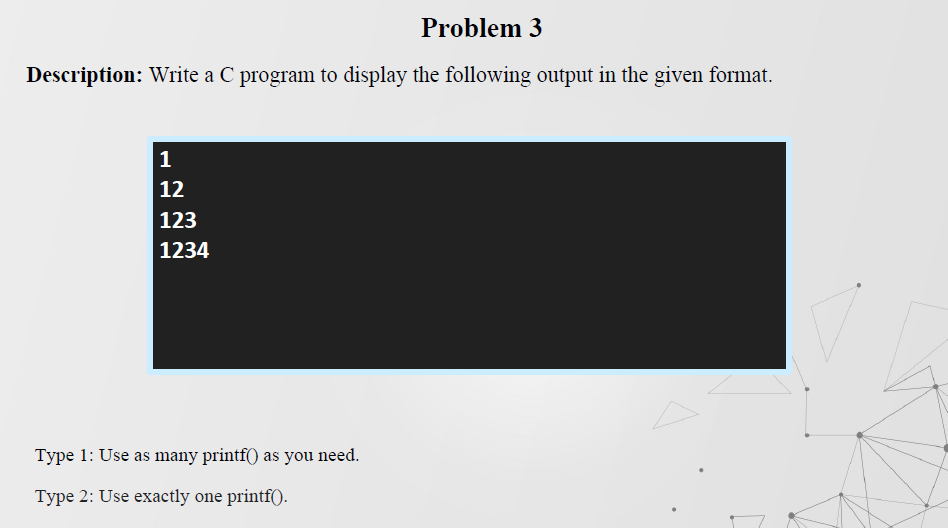 Problem 3
Description: Write a C program to display the following output in the given format.
1
12
123
1234
Type 1: Use as many printf() as you need.
Type 2: Use exactly one printf().